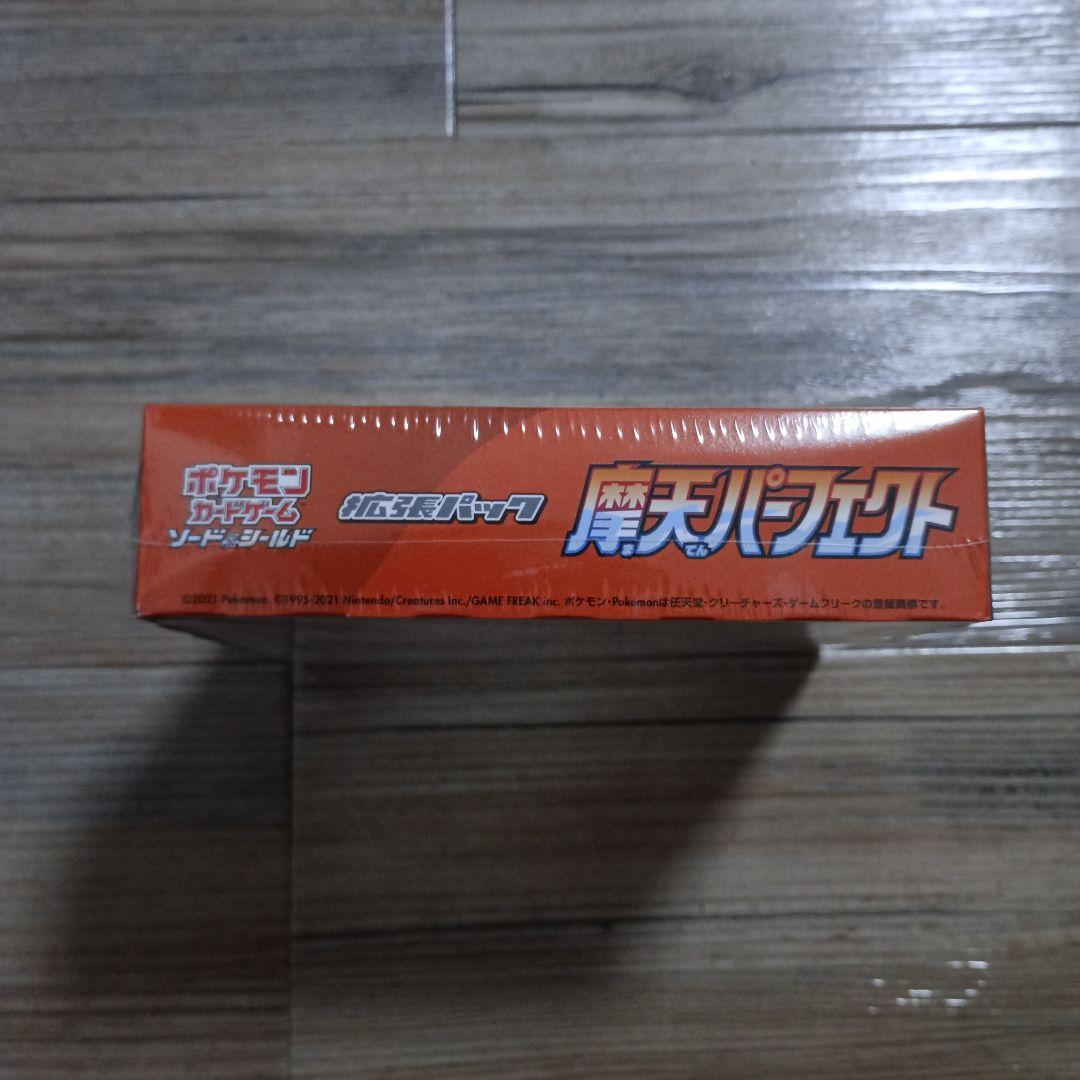 ポケモン
カードゲーム
ソード&シールド
拡張パック
摩天パーフェクト
まてん
©2021 Pokémon. ©1995-2021 Nintendo/Creatures Inc./GAME FREAK inc. ポケモン・Pokémonは任天堂・クリーチャーズ・ゲームフリークの登録商標です。